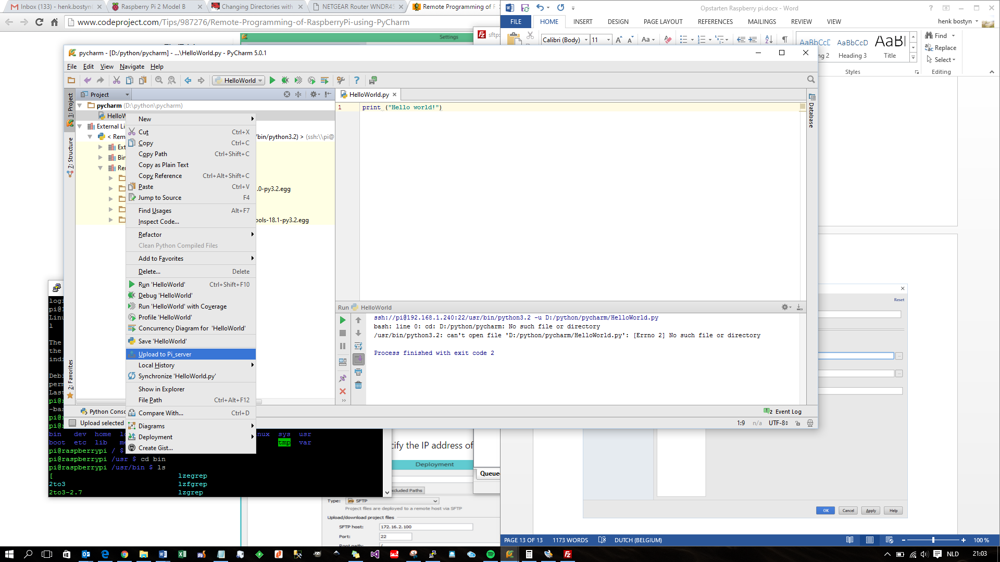 Inbox (133) - henk.bostyn
Raspberry Pi 2 Model B
Changing Directories with
NETGEAR Router WNDR45
Remote Programming of R
www.codeproject.com/Tips/987276/Remote-Programming-of-RaspberryPi-using-PyCharm
Settings
sftp:
Opstarten Raspberry pi.docx - Word
FILE
HOME
INSERT
DESIGN
PAGE LAYOUT
REFERENCES
MAILINGS
REVIEW
VIEW
henk bostyn
Calibri (Body)
11
Aa
AaBbCcD
AaBbCcD
AaBl
ng 2
Heading 3
Title
Styles
Find
Replace
Select
Editing
pycharm - [D:/python/pycharm] - ...\HelloWorld.py - PyCharm 5.0.1
File
Edit
View
Navigate
Help
HelloWorld
1: Project
7: Structure
2: Favorites
Database
Project
pycharm (D:\python\pycharm)
HelloW
External Li
< Rem
/bin/python3.2) > (ssh:\\pi@
Ext
Bin
Re
.0-py3.2.egg
ools-18.1-py3.2.egg
HelloWorld.py
1
print ("Hello world!")
New
Cut Ctrl+X
Copy Ctrl+C
Copy Path Ctrl+Shift+C
Copy as Plain Text
Copy Reference Ctrl+Alt+Shift+C
Paste Ctrl+V
Jump to Source F4
Find Usages Alt+F7
Inspect Code...
Refactor
Clean Python Compiled Files
Add to Favorites
Delete... Delete
Run 'HelloWorld' Ctrl+Shift+F10
Debug 'HelloWorld'
Run 'HelloWorld' with Coverage
Profile 'HelloWorld'
Concurrency Diagram for 'HelloWorld'
Save 'HelloWorld'
Upload to Pi_server
Local History
Synchronize 'HelloWorld.py'
Show in Explorer
File Path Ctrl+Alt+F12
Compare With... Ctrl+D
Diagrams
Deployment
Create Gist...
Run HelloWorld
ssh://pi@192.168.1.240:22/usr/bin/python3.2 -u D:/python/pycharm/HelloWorld.py
bash: line 0: cd: D:/python/pycharm: No such file or directory
/usr/bin/python3.2: can't open file 'D:/python/pycharm/HelloWorld.py': [Errno 2] No such file or directory
Process finished with exit code 2
Python Conso
2 Event Log
Upload selected
1:9
n/a
UTF-8
logi
pi@1
Linu
l
The
the
indi
Debi
perm
Last
pi@r
-bas
pi@r
pi@r
bin dev home lo
nux sys usr
boot etc lib me
tmp var
pi@raspberrypi / $
pi@raspberrypi /usr $ cd bin
pi@raspberrypi /usr/bin $ ls
[ lzegrep
2to3 lzfgrep
2to3-2.7 lzgrep
cify the IP address of
Deployment
xcluded Paths
Type: SFTP
Project files are deployed to a remote host via SFTP
Upload/download project files
SFTP host: 172.16.2.100
Port: 22
Root path: /
Queue
Reset
OK
Cancel
Apply
Help
PAGE 13 OF 13
1173 WORDS
DUTCH (BELGIUM)
100 %
NLD
21:03